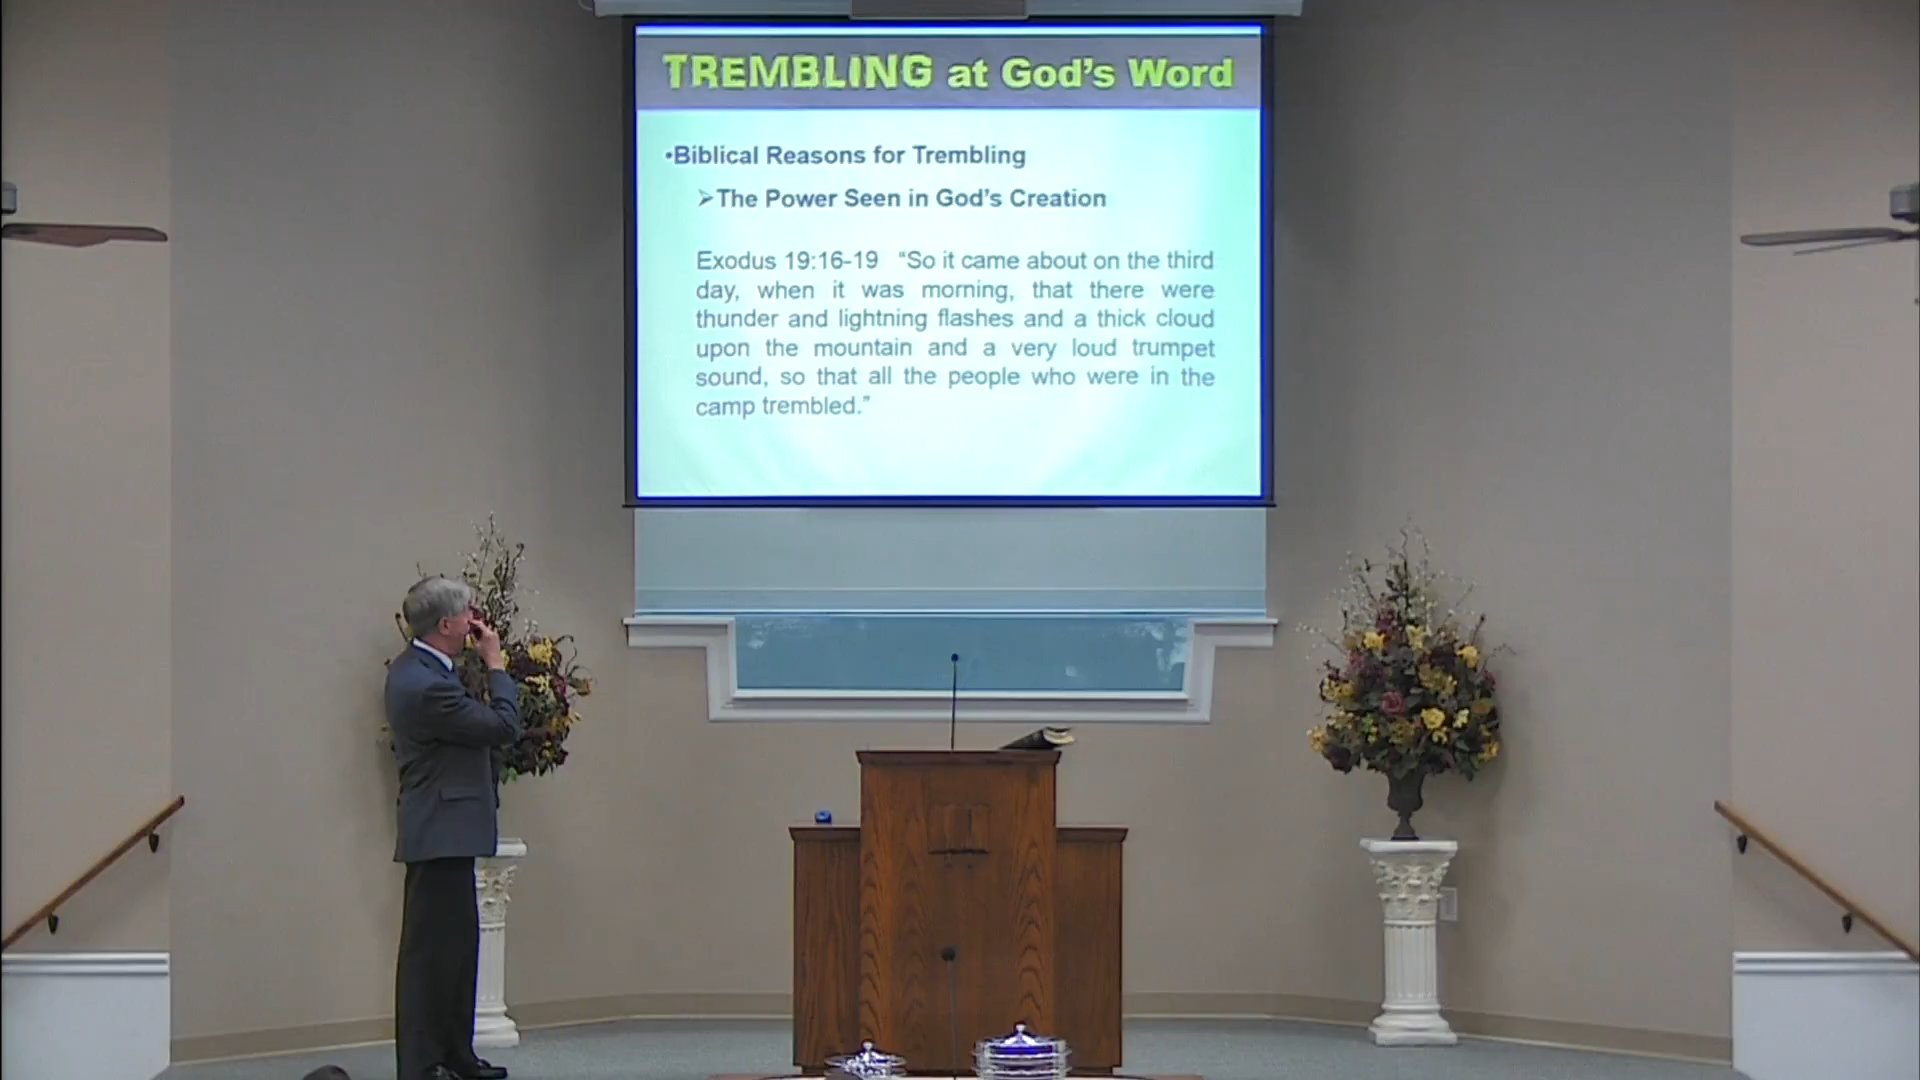 TREMBLING at God's Word
•Biblical Reasons for Trembling
➢The Power Seen in God's Creation
Exodus 19:16-19 “So it came about on the third
day, when it was morning, that there were
thunder and lightning flashes and a thick cloud
upon the mountain and a very loud trumpet
sound, so that all the people who were in the
camp trembled.”